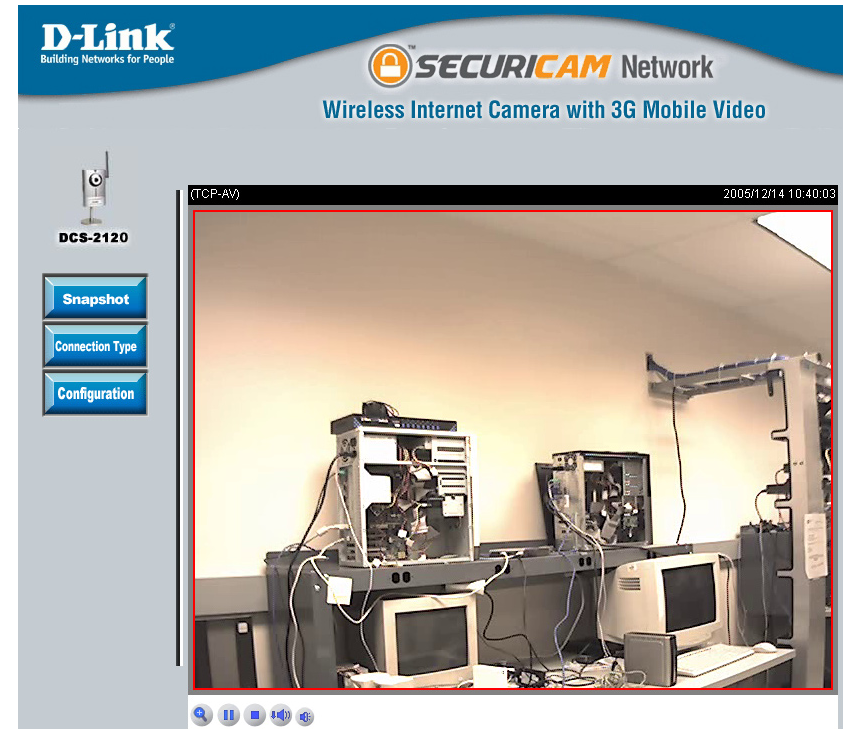 D-Link®
Building Networks for People
SECURICAM™ Network
Wireless Internet Camera with 3G Mobile Video
DCS-2120
(TCP-AV) 2005/12/14 10:40:03
Snapshot
Connection Type
Configuration